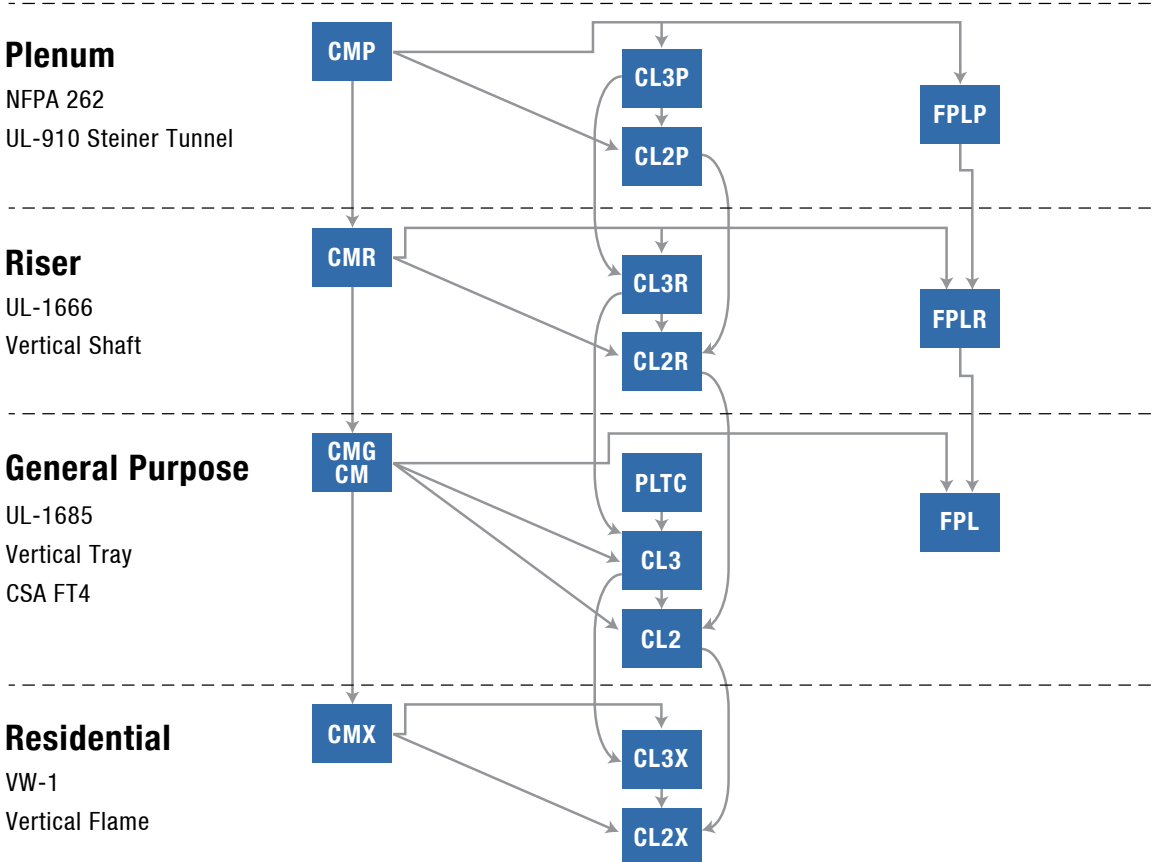 Plenum
NFPA 262
UL-910 Steiner Tunnel
CMP
CL3P
CL2P
FPLP
Riser
UL-1666
Vertical Shaft
CMR
CL3R
CL2R
FPLR
General Purpose
UL-1685
Vertical Tray
CSA FT4
CMG
CM
PLTC
CL3
CL2
FPL
Residential
VW-1
Vertical Flame
CMX
CL3X
CL2X